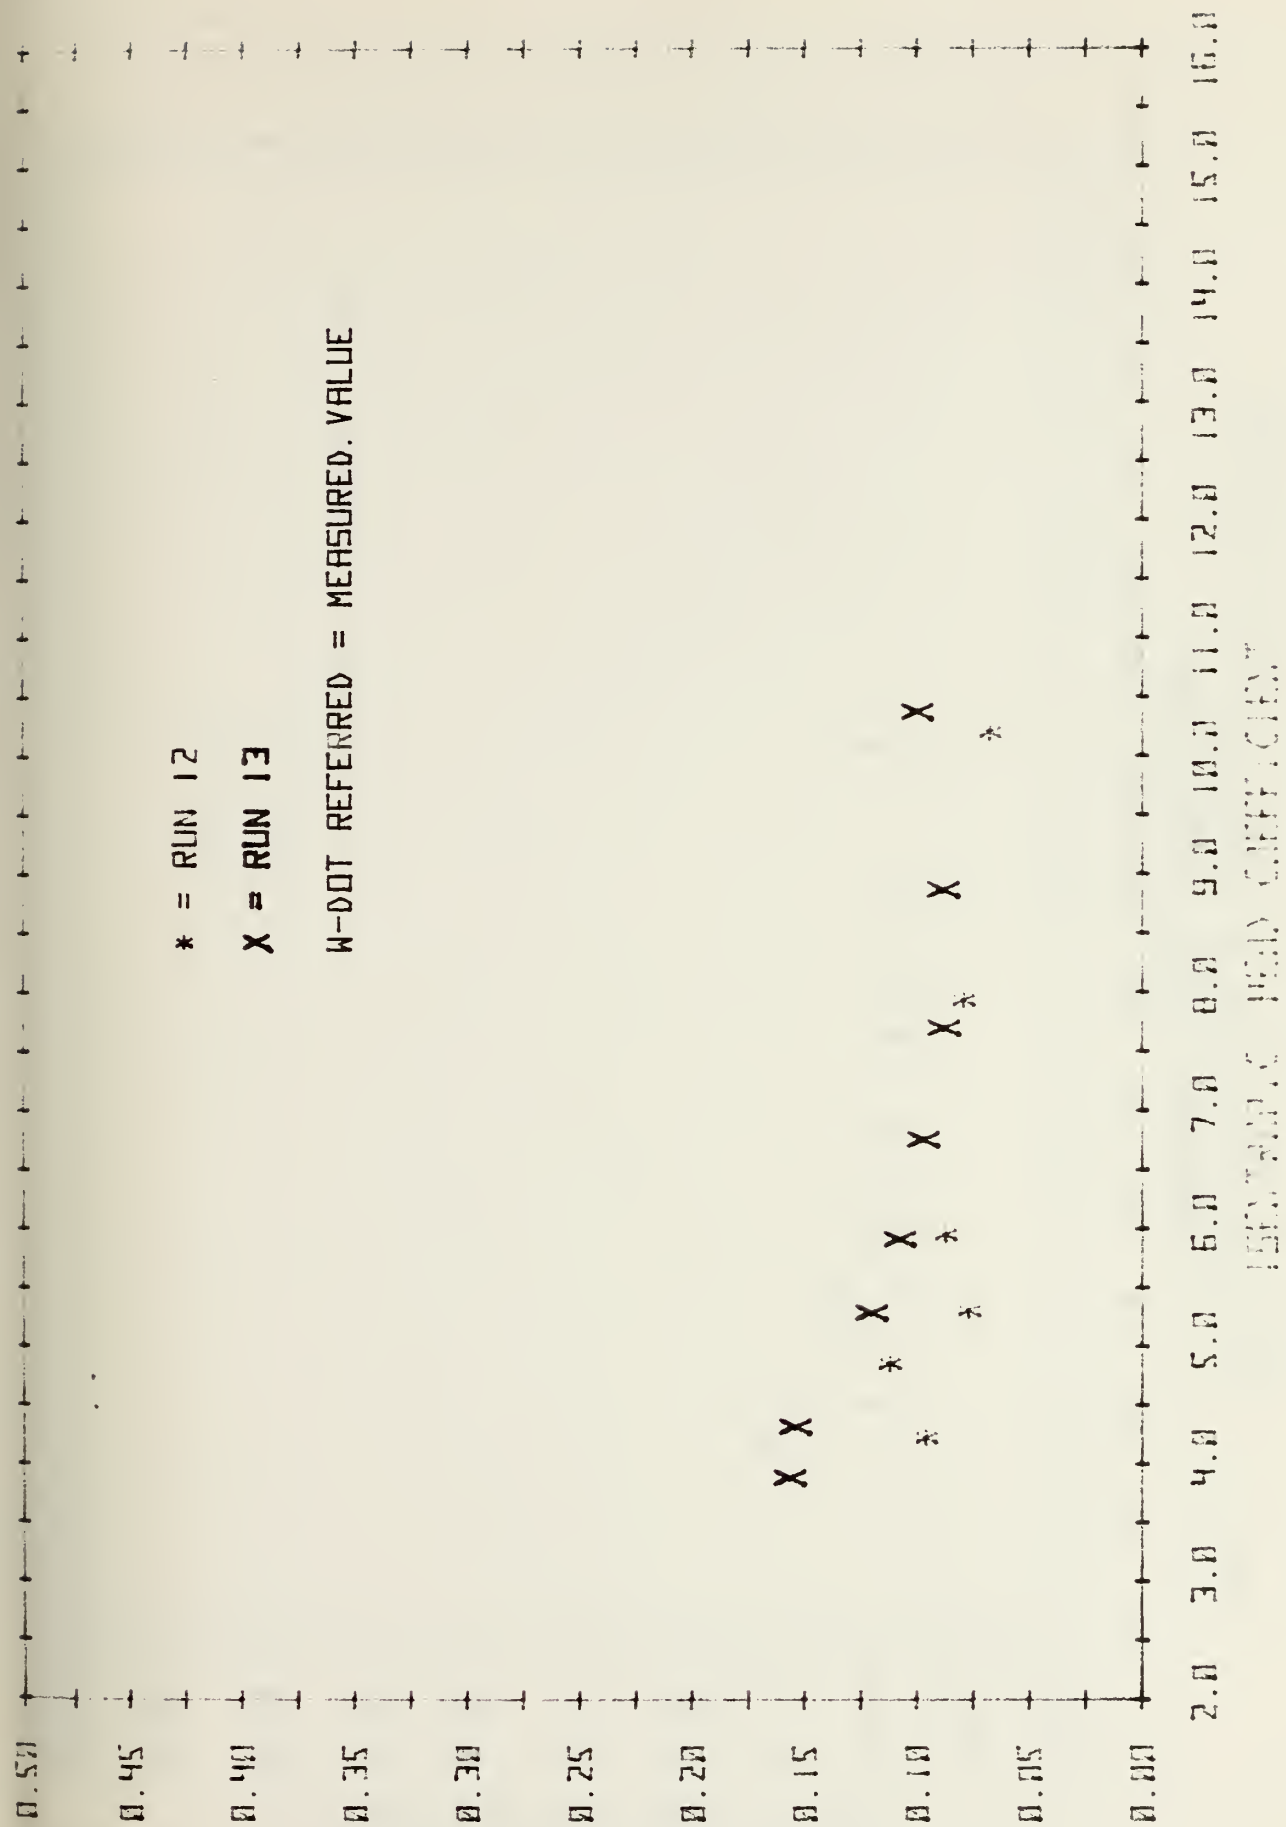 * = RUN 12
X = RUN 13
W-DOT REFERRED = MEASURED.VALUE
0.50
0.45
0.40
0.35
0.30
0.25
0.20
0.15
0.10
0.05
0.00
2.0 3.0 4.0 5.0 6.0 7.0 8.0 9.0 10.0 11.0 12.0 13.0 14.0 15.0 16.0
ISENTROPIC HEAD COEFFICIENT